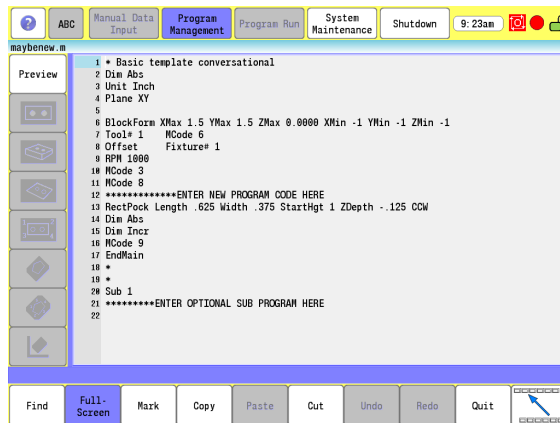 ?
ABC
Manual Data Input
Program Management
Program Run
System Maintenance
Shutdown
9:23am
maybenew.m
Preview
1 * Basic template conversational
2 Dim Abs
3 Unit Inch
4 Plane XY
5
6 BlockForm XMax 1.5 YMax 1.5 ZMax 0.0000 XMin -1 YMin -1 ZMin -1
7 Tool# 1 MCode 6
8 Offset Fixture# 1
9 RPM 1000
10 MCode 3
11 MCode 8
12 *************ENTER NEW PROGRAM CODE HERE
13 RectPock Length .625 Width .375 StartHgt 1 ZDepth -.125 CCW
14 Dim Abs
15 Dim Incr
16 MCode 9
17 EndMain
18 *
19 *
20 Sub 1
21 *********ENTER OPTIONAL SUB PROGRAM HERE
22
Find
Full-Screen
Mark
Copy
Paste
Cut
Undo
Redo
Quit